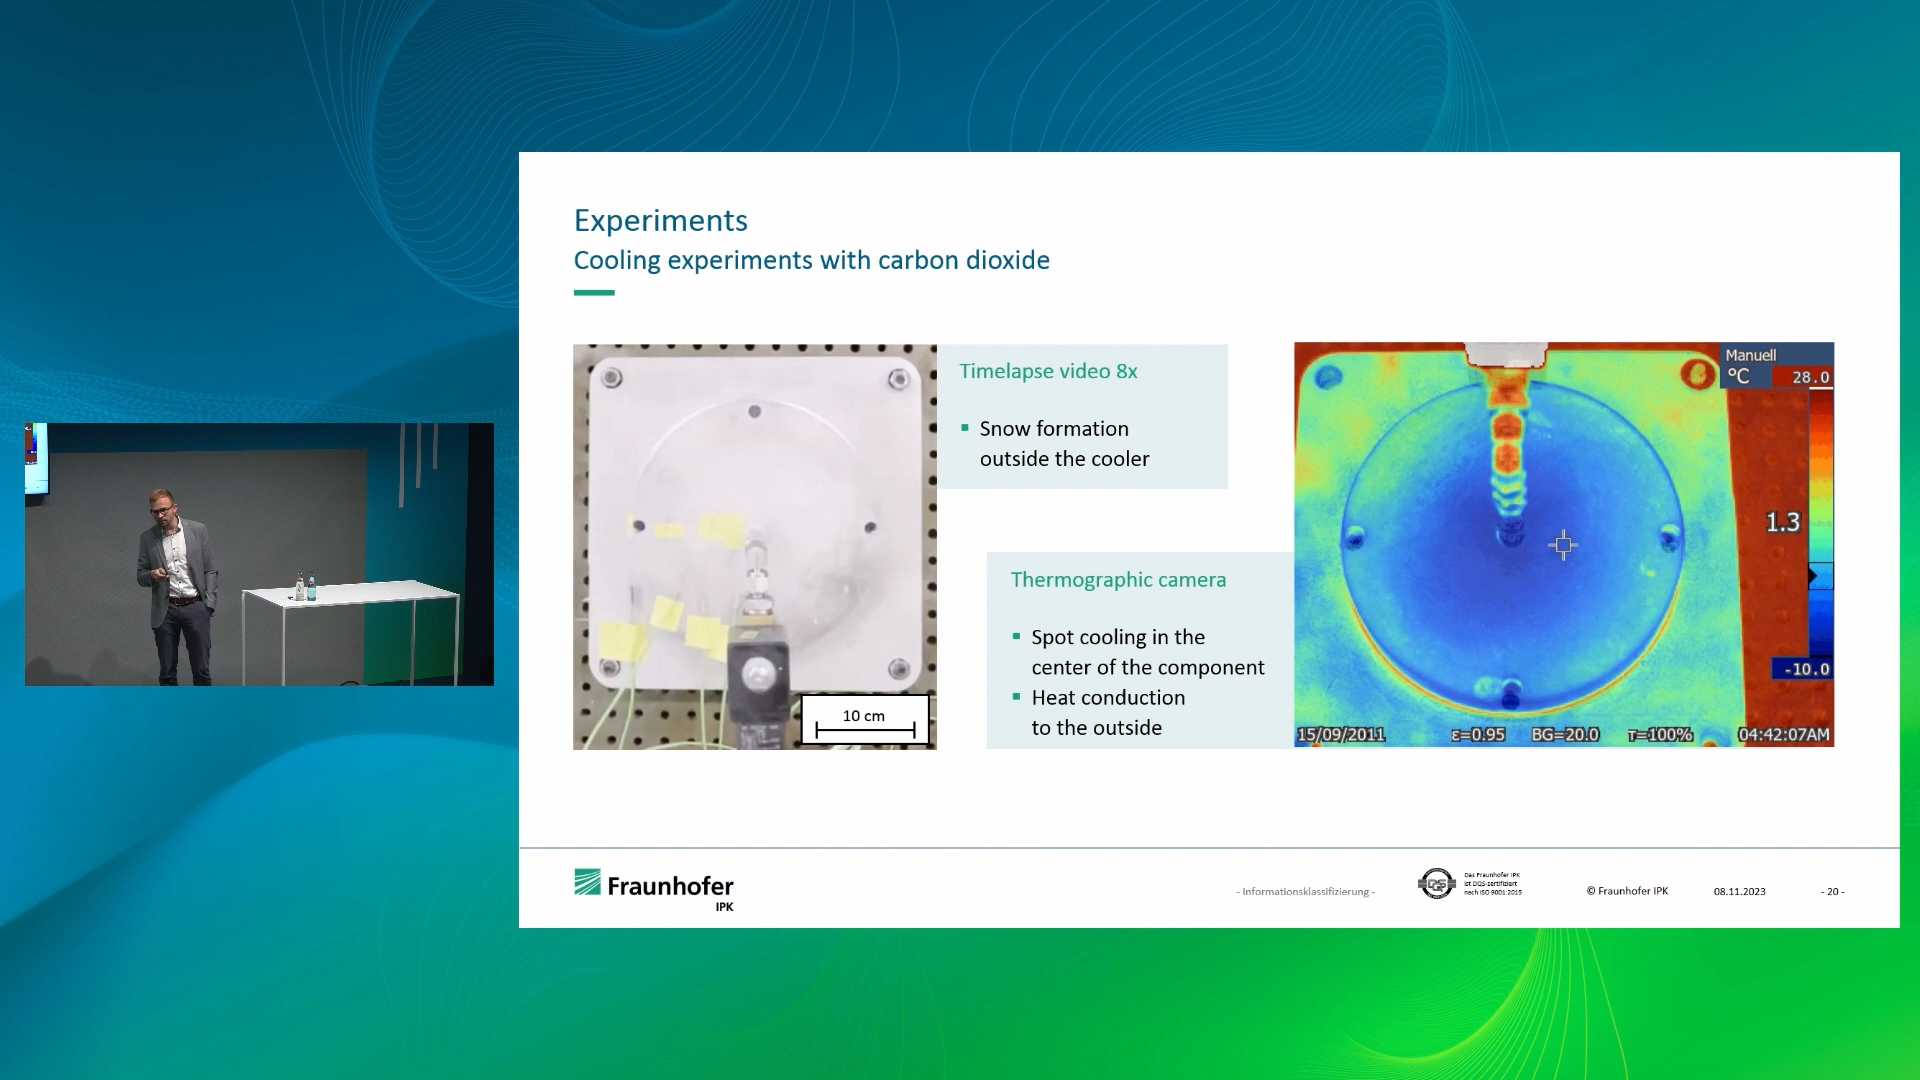 Experiments
Cooling experiments with carbon dioxide
Timelapse video 8x
Snow formation
outside the cooler
10 cm
Thermographic camera
Spot cooling in the
center of the component
Heat conduction
to the outside
Manuell
°C
28.0
1.3
-10.0
15/09/2011 ε=0.95 BG=20.0 τ=100% 04:42:07AM
Fraunhofer
IPK
- Informationsklassifizierung -
DQS
Das Fraunhofer IPK
ist DQS-zertifiziert
nach ISO 9001:2015
© Fraunhofer IPK
08.11.2023
- 20 -